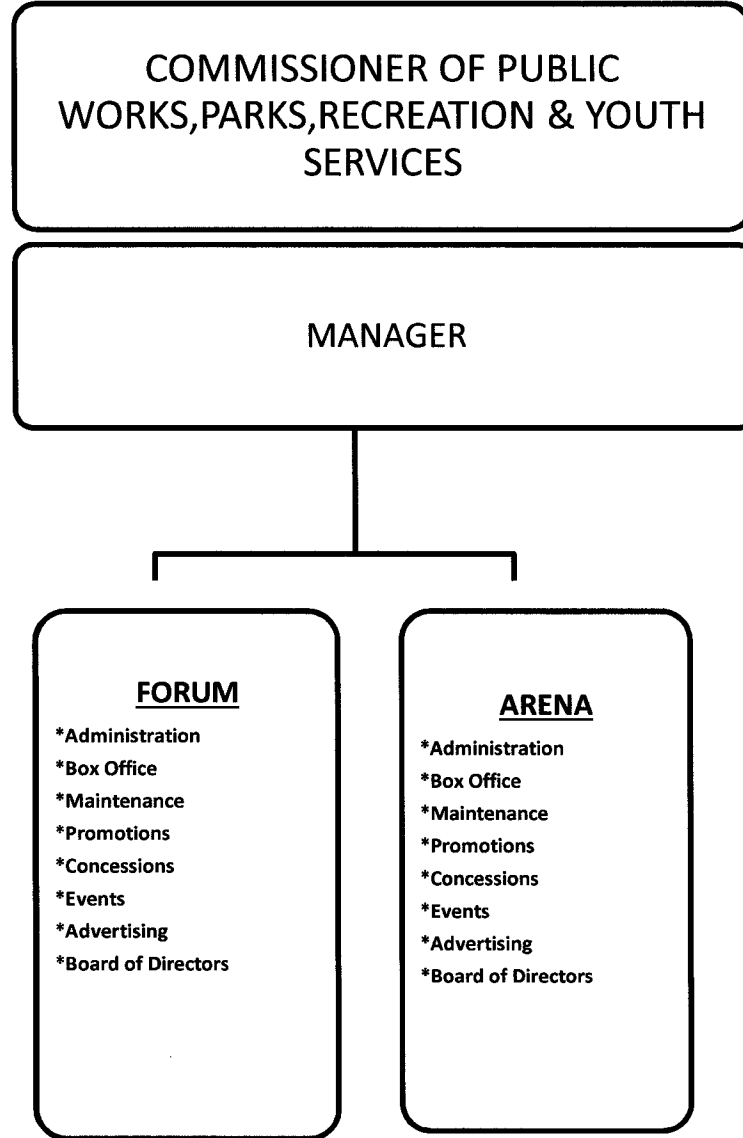 COMMISSIONER OF PUBLIC
WORKS,PARKS,RECREATION & YOUTH
SERVICES
MANAGER
FORUM
*Administration
*Box Office
*Maintenance
*Promotions
*Concessions
*Events
*Advertising
*Board of Directors
ARENA
*Administration
*Box Office
*Maintenance
*Promotions
*Concessions
*Events
*Advertising
*Board of Directors